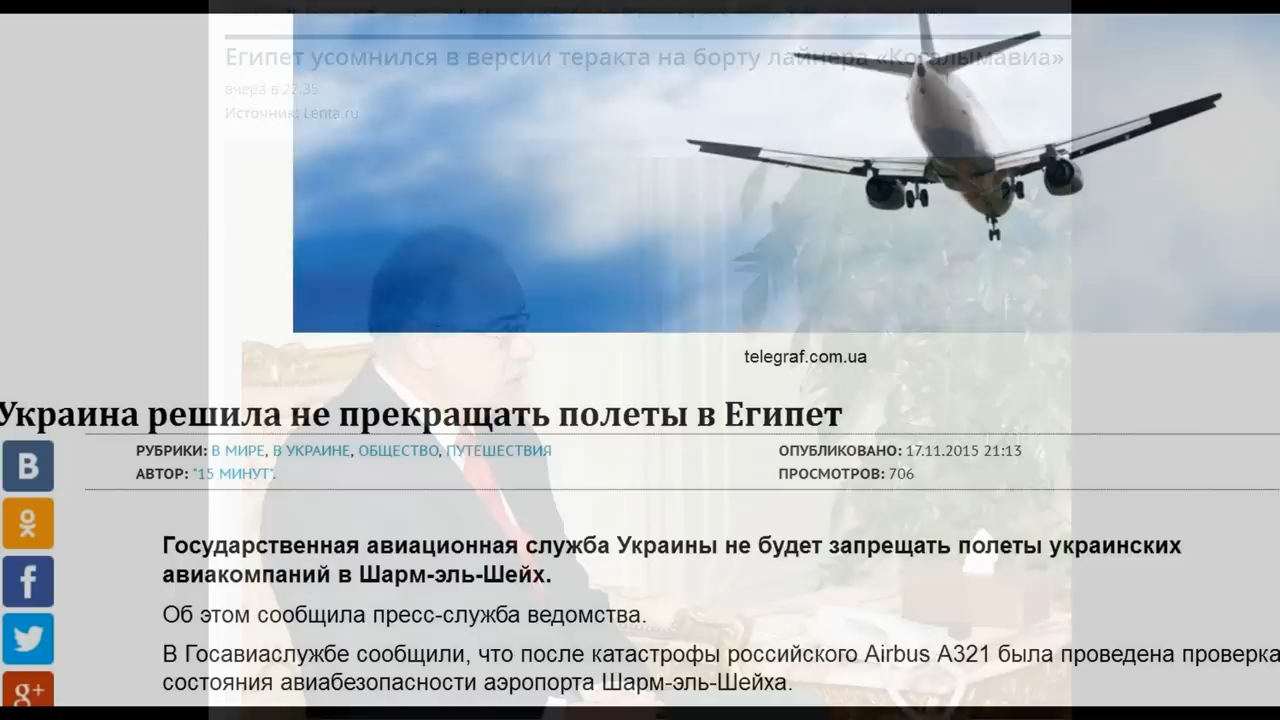 Египет усомнился в версии теракта на борту лайнера «Когалымавиа»
вчера в 22:35
Источник: Lenta.ru
telegraf.com.ua
Украина решила не прекращать полеты в Египет
РУБРИКИ: В МИРЕ, В УКРАИНЕ, ОБЩЕСТВО, ПУТЕШЕСТВИЯ
ОПУБЛИКОВАНО: 17.11.2015 21:13
АВТОР: "15 МИНУТ".
ПРОСМОТРОВ: 706
Государственная авиационная служба Украины не будет запрещать полеты украинских
авиакомпаний в Шарм-эль-Шейх.
Об этом сообщила пресс-служба ведомства.
В Госавиаслужбе сообщили, что после катастрофы российского Airbus A321 была проведена проверка
состояния авиабезопасности аэропорта Шарм-эль-Шейха.